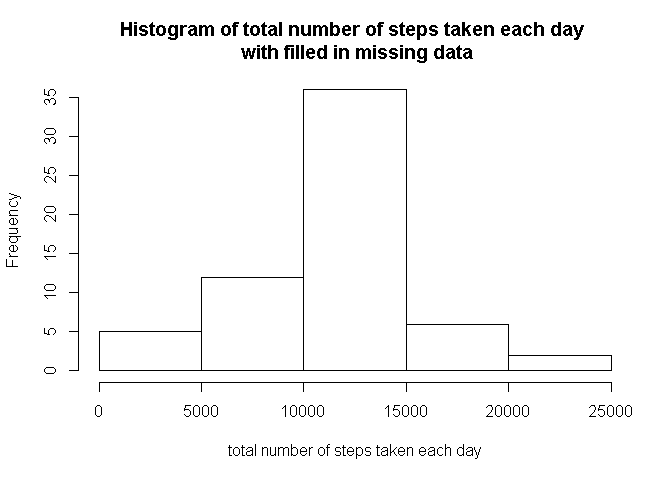 Histogram of total number of steps taken each day
with filled in missing data
Frequency
35
30
25
20
15
10
5
0
0 5000 10000 15000 20000 25000
total number of steps taken each day